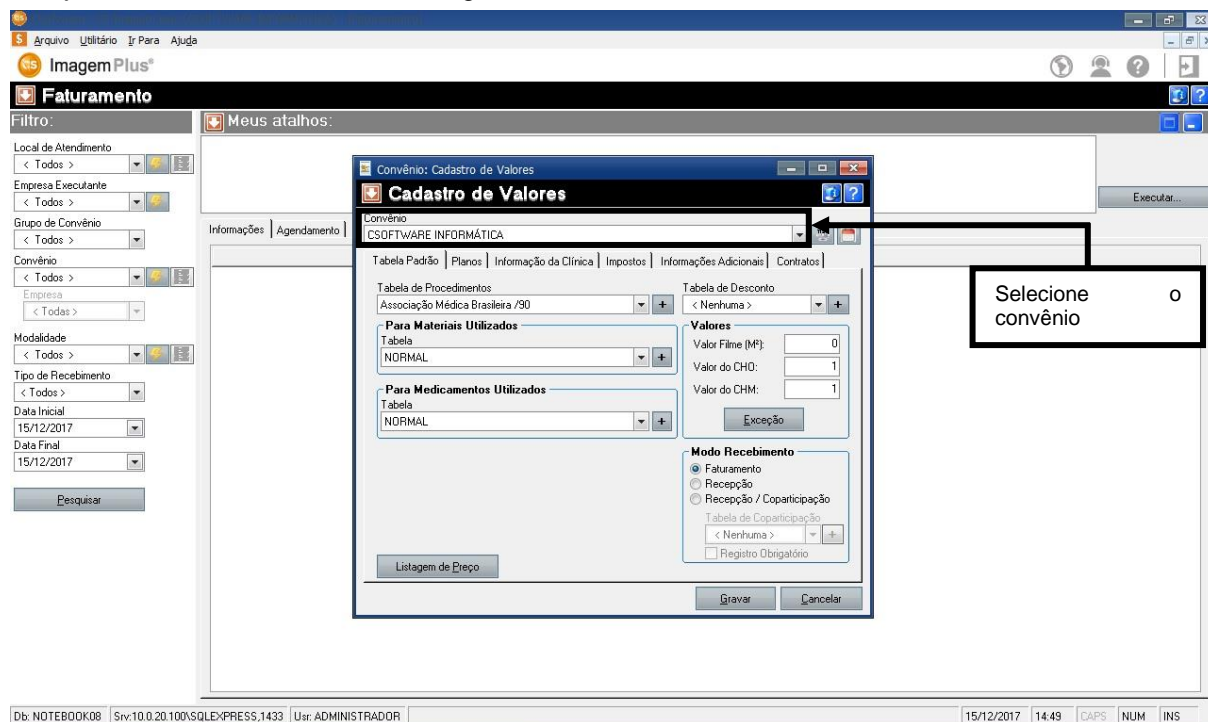 Arquivo Utilitário Ir Para Ajuda
ImagemPlus®
Faturamento
Filtro:
Meus atalhos:
Local de Atendimento
< Todos >
Empresa Executante
< Todos >
Grupo de Convênio
< Todos >
Convênio
< Todos >
Empresa
< Todas >
Modalidade
< Todos >
Tipo de Recebimento
< Todos >
Data Inicial
15/12/2017
Data Final
15/12/2017
Pesquisar
Executar...
Informações Agendamento
Convênio: Cadastro de Valores
Cadastro de Valores
Convênio
CSOFTWARE INFORMÁTICA
Tabela Padrão Planos Informação da Clínica Impostos Informações Adicionais Contratos
Tabela de Procedimentos
Associação Médica Brasileira /90
Tabela de Desconto
< Nenhuma >
Para Materiais Utilizados
Tabela
NORMAL
Para Medicamentos Utilizados
Tabela
NORMAL
Valores
Valor Filme (M²): 0
Valor do CHO: 1
Valor do CHM: 1
Exceção
Modo Recebimento
Faturamento
Recepção
Recepção / Coparticipação
Tabela de Coparticipação
< Nenhuma >
Registro Obrigatório
Listagem de Preço
Gravar Cancelar
Selecione o
convênio
Db: NOTEBOOK08 Srv:10.0.20.100\SQLEXPRESS,1433 Usr: ADMINISTRADOR 15/12/2017 14:49 CAPS NUM INS